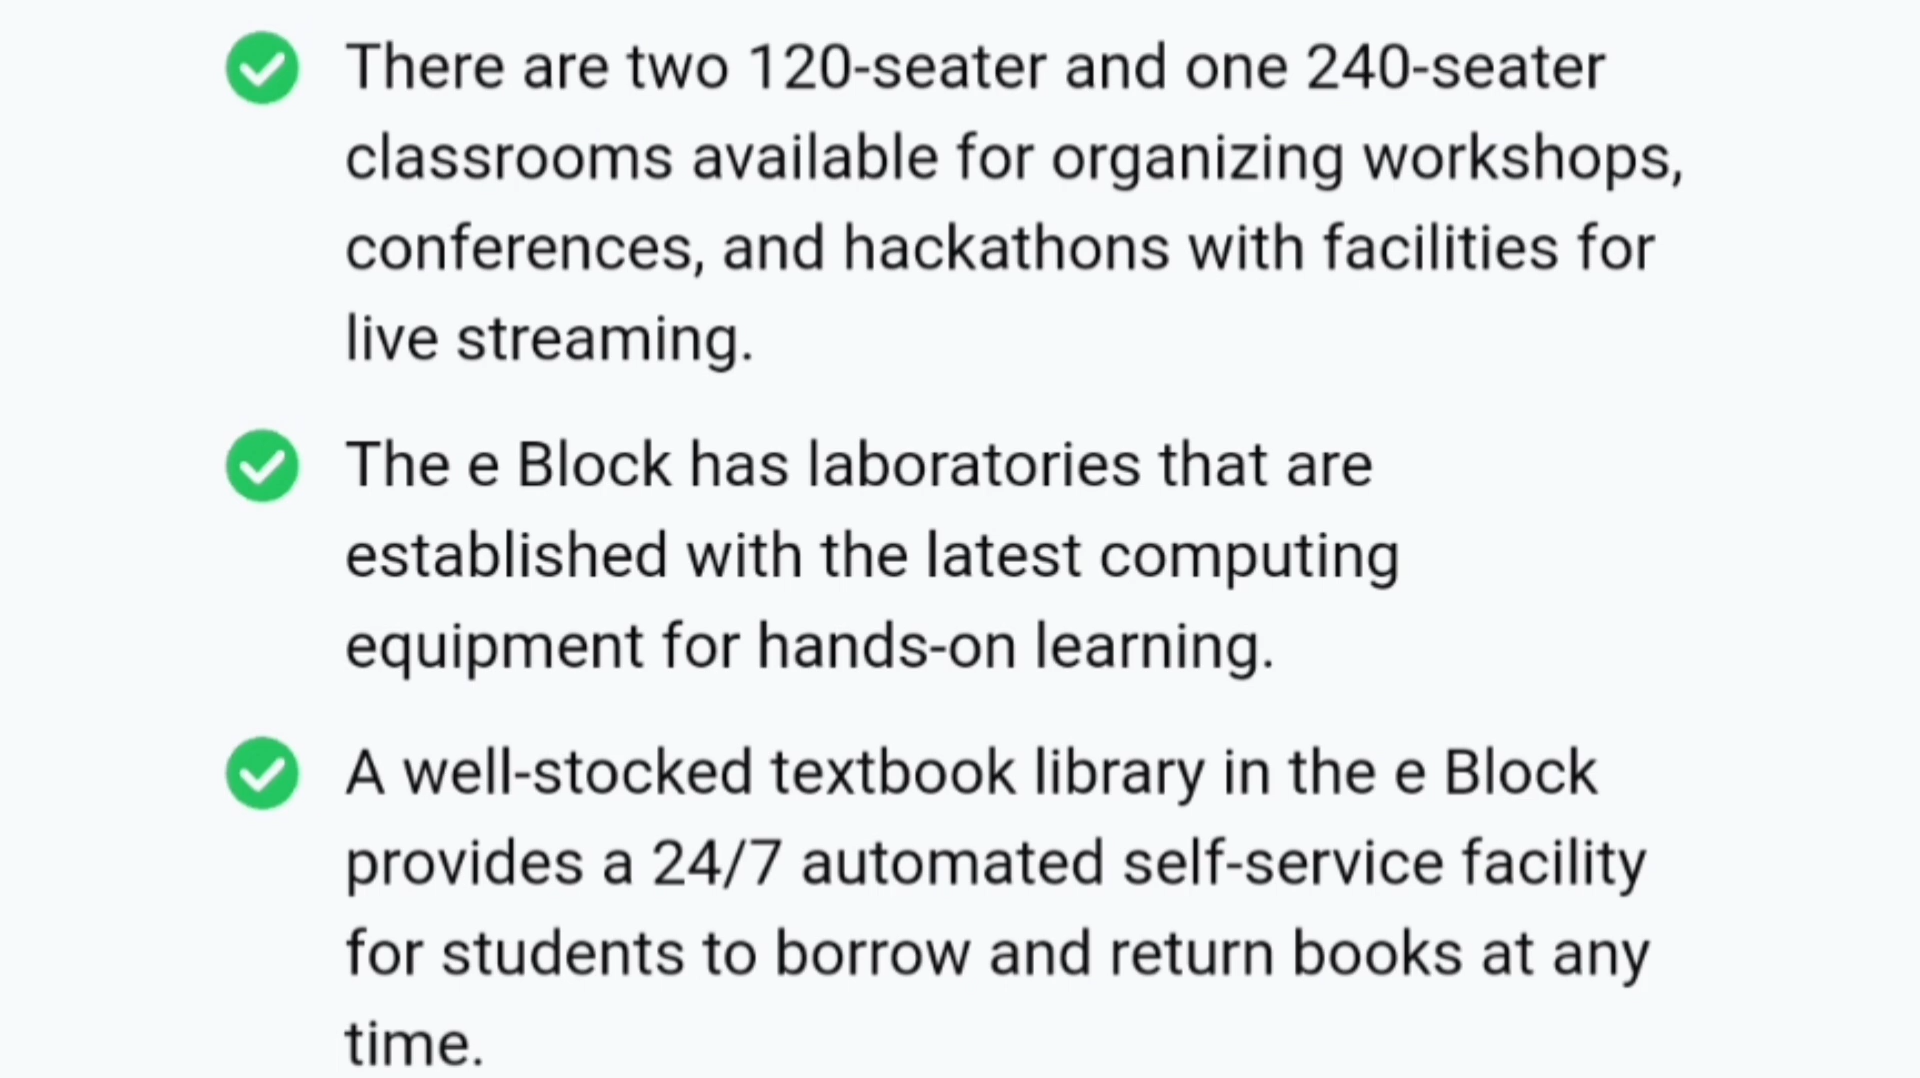 There are two 120-seater and one 240-seater
classrooms available for organizing workshops,
conferences, and hackathons with facilities for
live streaming.
The e Block has laboratories that are
established with the latest computing
equipment for hands-on learning.
A well-stocked textbook library in the e Block
provides a 24/7 automated self-service facility
for students to borrow and return books at any
time.